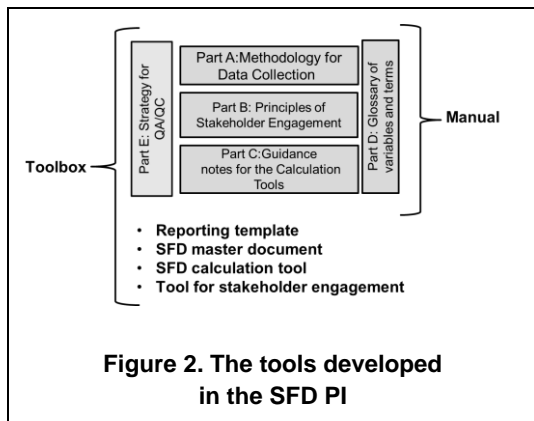 Toolbox
Part E: Strategy for
QA/QC
Part A:Methodology for
Data Collection
Part B: Principles of
Stakeholder Engagement
Part C:Guidance
notes for the Calculation
Tools
Part D: Glossary of
variables and terms
Manual
• Reporting template
• SFD master document
• SFD calculation tool
• Tool for stakeholder engagement
Figure 2. The tools developed
in the SFD PI